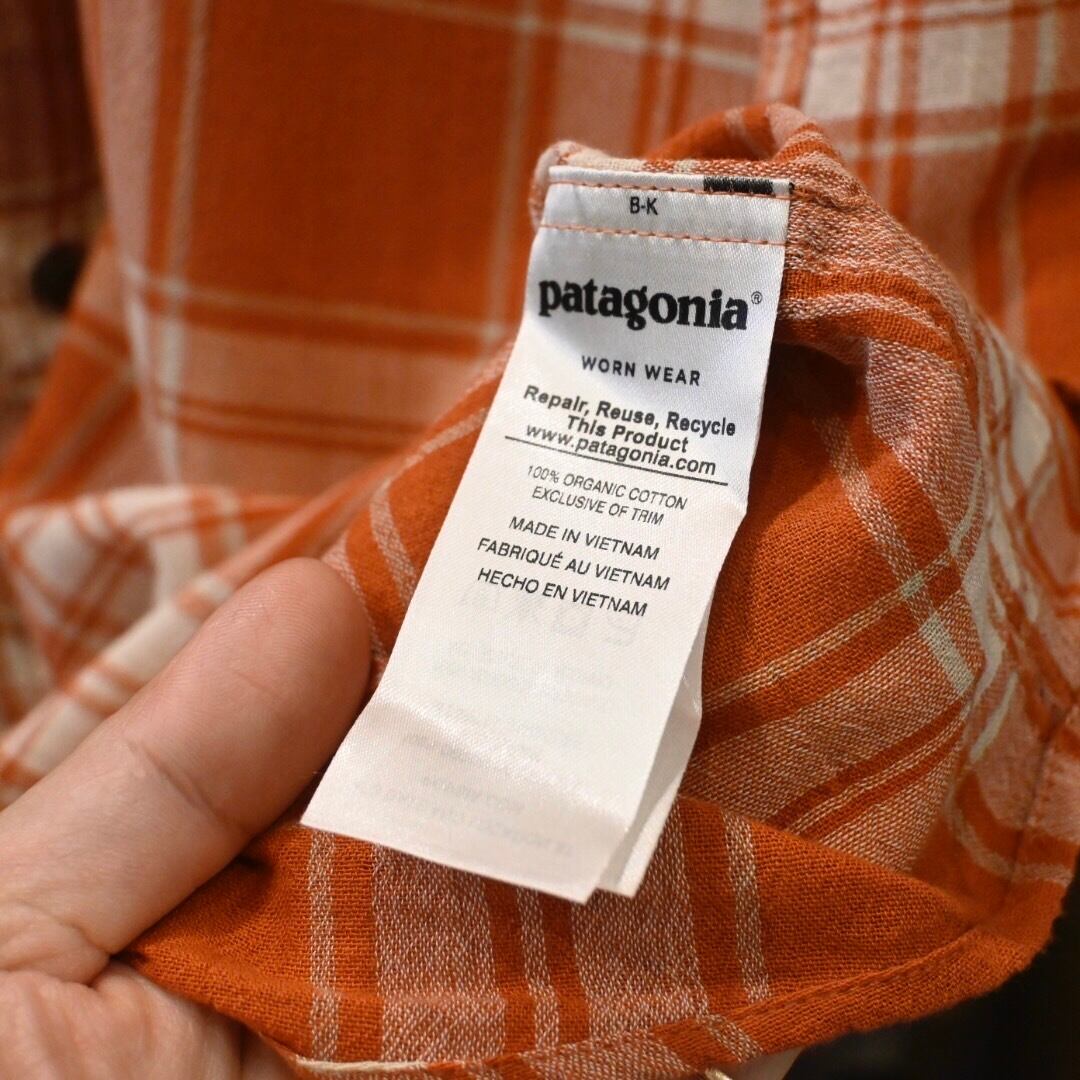 B-K
patagonia®
WORN WEAR
Repair, Reuse, Recycle
This Product
www.patagonia.com
100% ORGANIC COTTON
EXCLUSIVE OF TRIM
MADE IN VIETNAM
FABRIQUÉ AU VIETNAM
HECHO EN VIETNAM